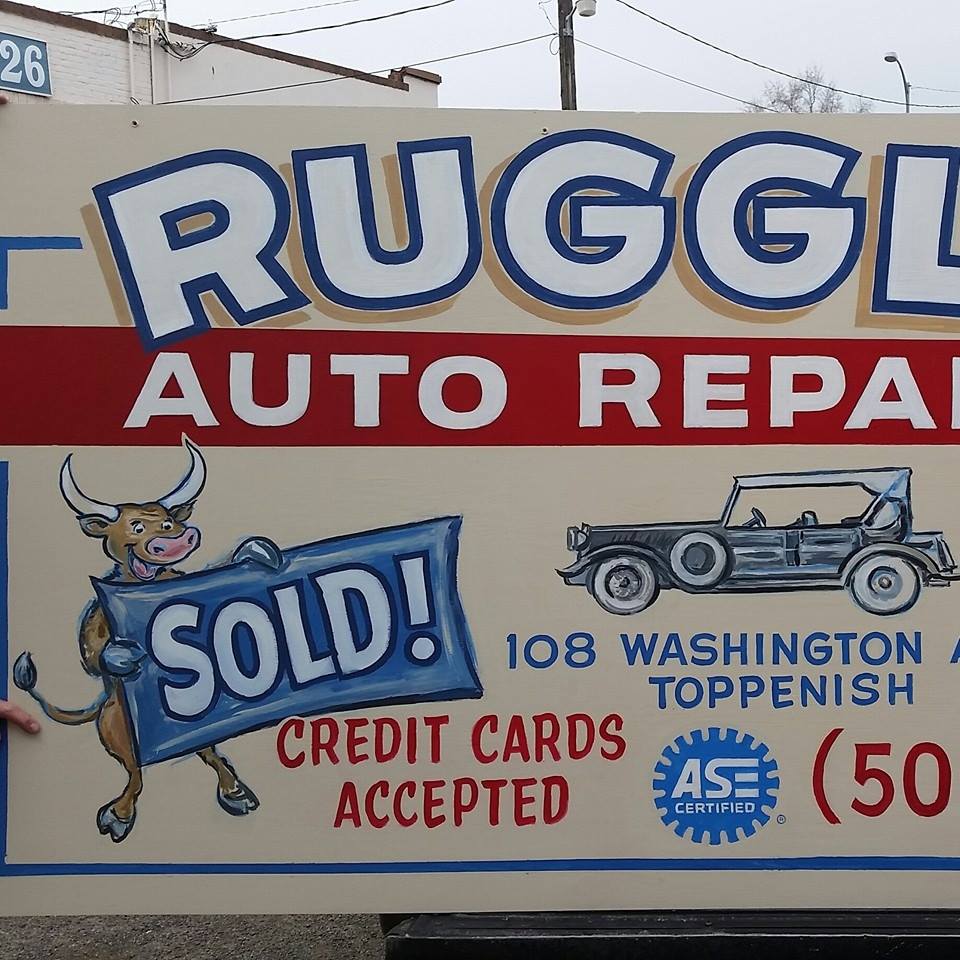 26
RUGGL
AUTO REPAI
SOLD!
108 WASHINGTON A
TOPPENISH
CREDIT CARDS
ACCEPTED
ASE
CERTIFIED
®
(50